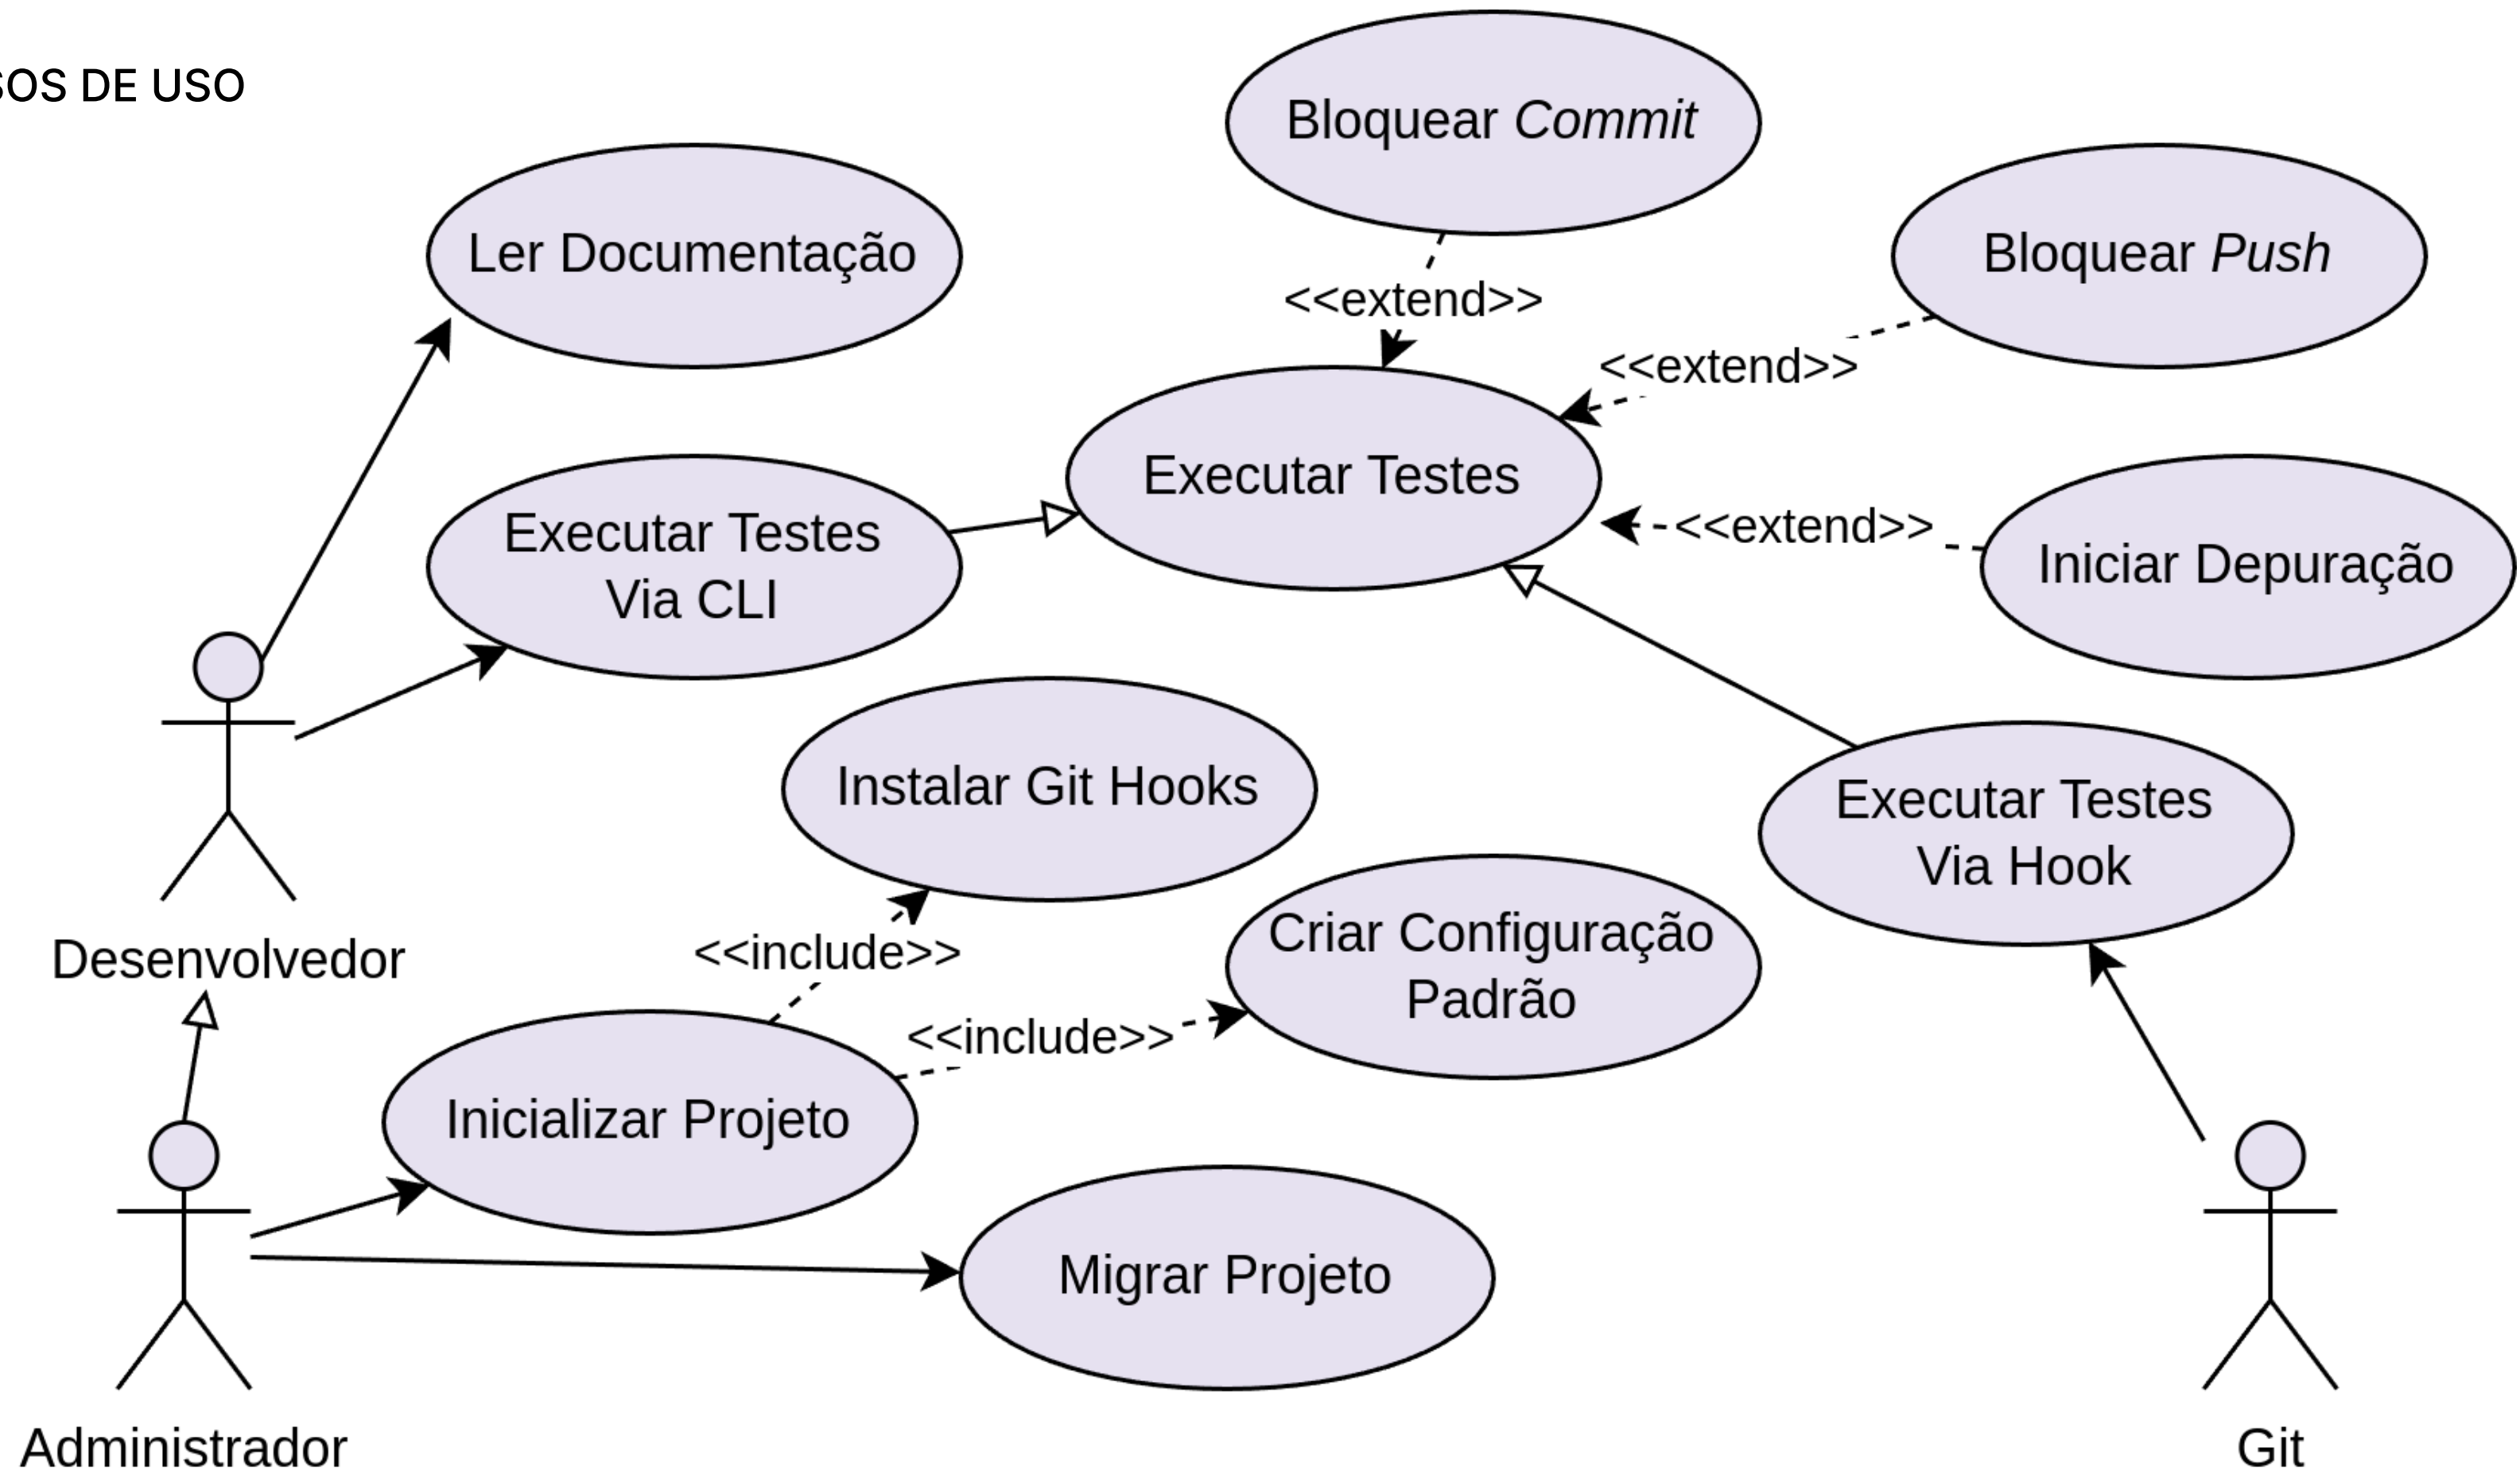 SOS DE USO
Bloquear Commit
Ler Documentação
Bloquear Push
<<extend>>
<<extend>>
Executar Testes
Executar Testes
Via CLI
<<extend>>
Iniciar Depuração
Instalar Git Hooks
Executar Testes
Via Hook
Desenvolvedor
<<include>>
Criar Configuração
Padrão
<<include>>
Inicializar Projeto
Migrar Projeto
Administrador
Git